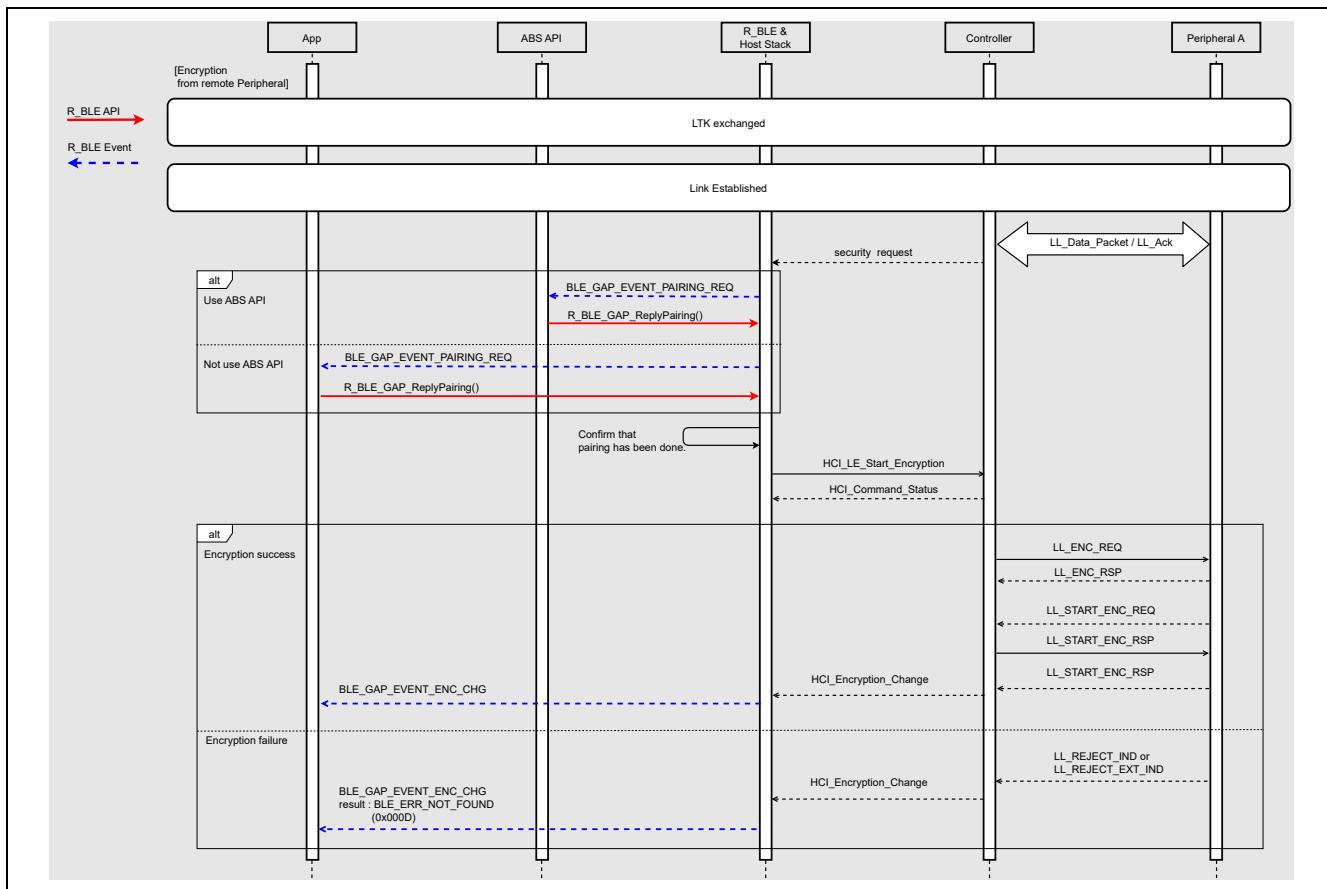 App
ABS API
R_BLE &
Host Stack
Controller
Peripheral A
[Encryption
from remote Peripheral]
R_BLE API
LTK exchanged
R_BLE Event
Link Established
LL_Data_Packet / LL_Ack
security request
alt
Use ABS API
BLE_GAP_EVENT_PAIRING_REQ
R_BLE_GAP_ReplyPairing()
Not use ABS API
BLE_GAP_EVENT_PAIRING_REQ
R_BLE_GAP_ReplyPairing()
Confirm that
pairing has been done.
HCI_LE_Start_Encryption
HCI_Command_Status
alt
Encryption success
LL_ENC_REQ
LL_ENC_RSP
LL_START_ENC_REQ
LL_START_ENC_RSP
LL_START_ENC_RSP
HCI_Encryption_Change
BLE_GAP_EVENT_ENC_CHG
Encryption failure
LL_REJECT_IND or
LL_REJECT_EXT_IND
HCI_Encryption_Change
BLE_GAP_EVENT_ENC_CHG
result : BLE_ERR_NOT_FOUND
(0x000D)